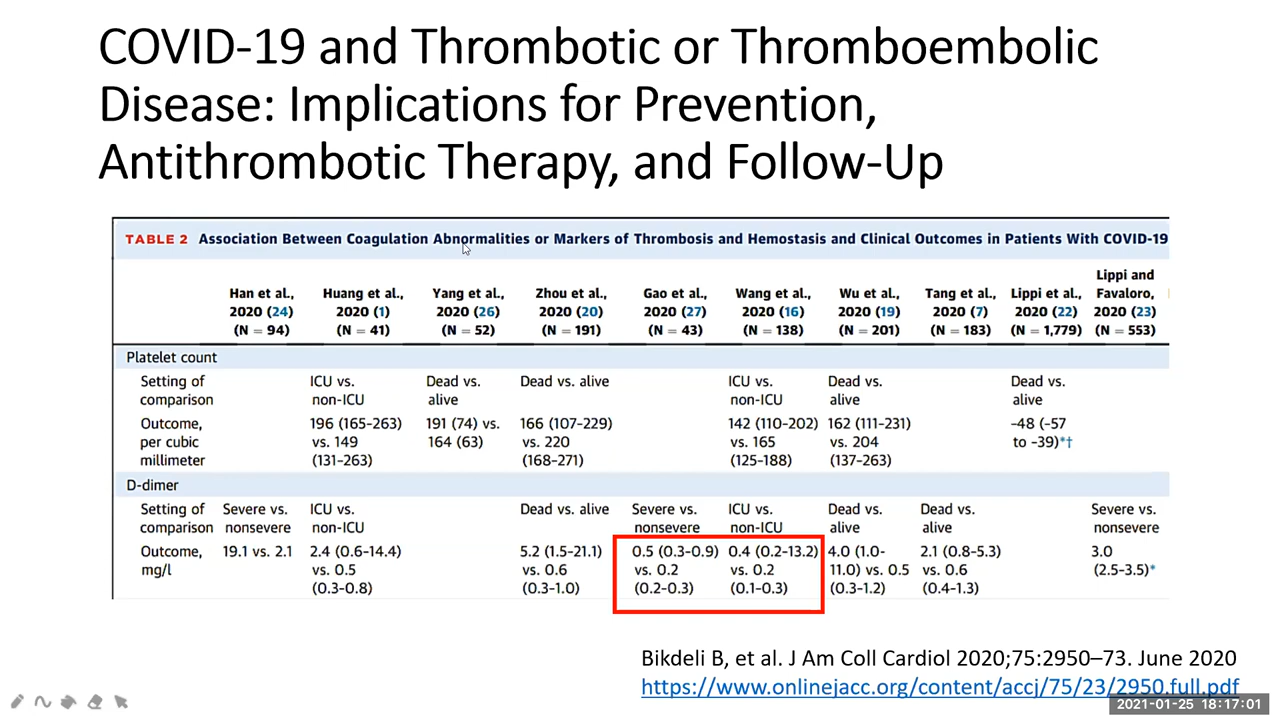 COVID-19 and Thrombotic or Thromboembolic
Disease: Implications for Prevention,
Antithrombotic Therapy, and Follow-Up
TABLE 2 Association Between Coagulation Abnormalities or Markers of Thrombosis and Hemostasis and Clinical Outcomes in Patients With COVID-19
Lippi and
Han et al., Huang et al., Yang et al., Zhou et al., Gao et al., Wang et al., Wu et al., Tang et al., Lippi et al., Favaloro,
2020 (24) 2020 (1) 2020 (26) 2020 (20) 2020 (27) 2020 (16) 2020 (19) 2020 (7) 2020 (22) 2020 (23)
(N = 94) (N = 41) (N = 52) (N = 191) (N = 43) (N = 138) (N = 201) (N = 183) (N = 1,779) (N = 553)
Platelet count
Setting of ICU vs. Dead vs. Dead vs. alive ICU vs. Dead vs. Dead vs.
comparison non-ICU alive non-ICU alive alive
Outcome, 196 (165-263) 191 (74) vs. 166 (107-229) 142 (110-202) 162 (111-231) -48 (-57
per cubic vs. 149 164 (63) vs. 220 vs. 165 vs. 204 to -39)*†
millimeter (131-263) (168-271) (125-188) (137-263)
D-dimer
Setting of Severe vs. ICU vs. Dead vs. alive Severe vs. ICU vs. Dead vs. Dead vs. Severe vs.
comparison nonsevere non-ICU nonsevere non-ICU alive alive nonsevere
Outcome, 19.1 vs. 2.1 2.4 (0.6-14.4) 5.2 (1.5-21.1) 0.5 (0.3-0.9) 0.4 (0.2-13.2) 4.0 (1.0- 2.1 (0.8-5.3) 3.0
mg/l vs. 0.5 vs. 0.6 vs. 0.2 vs. 0.2 11.0) vs. 0.5 vs. 0.6 (2.5-3.5)*
(0.3-0.8) (0.3-1.0) (0.2-0.3) (0.1-0.3) (0.3-1.2) (0.4-1.3)
Bikdeli B, et al. J Am Coll Cardiol 2020;75:2950–73. June 2020
https://www.onlinejacc.org/content/accj/75/23/2950.full.pdf
2021-01-25 18:17:01